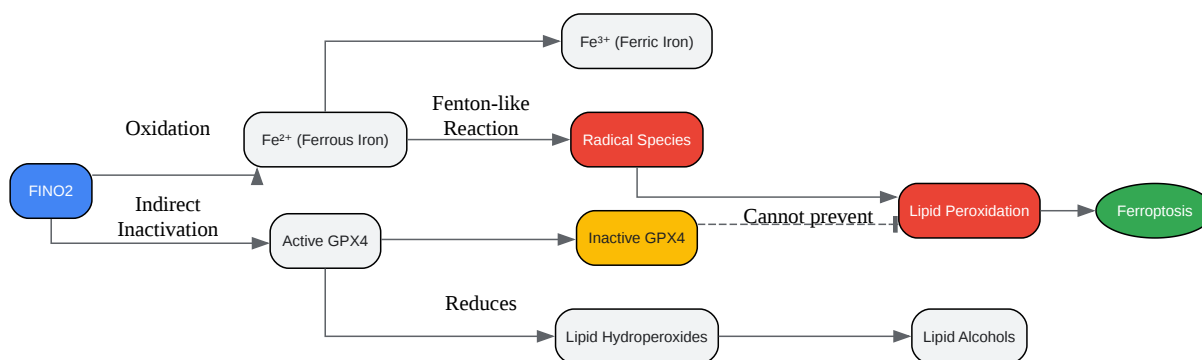 Fe³⁺ (Ferric Iron)
Oxidation
Fe²⁺ (Ferrous Iron)
Fenton-like
Reaction
Radical Species
FINO2
Indirect
Inactivation
Active GPX4
Inactive GPX4
Cannot prevent
Lipid Peroxidation
Ferroptosis
Reduces
Lipid Hydroperoxides
Lipid Alcohols